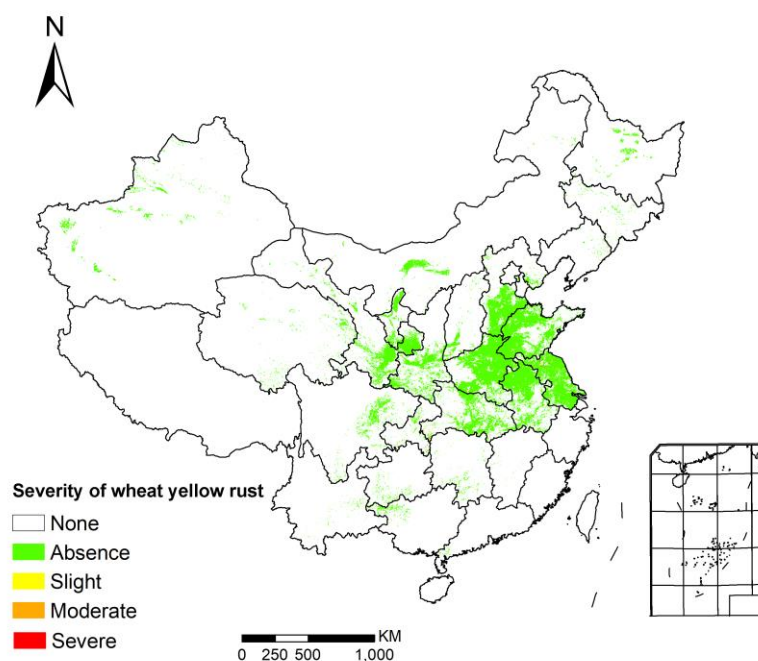 N
Severity of wheat yellow rust
None
Absence
Slight
Moderate
Severe
KM
0 250 500 1,000